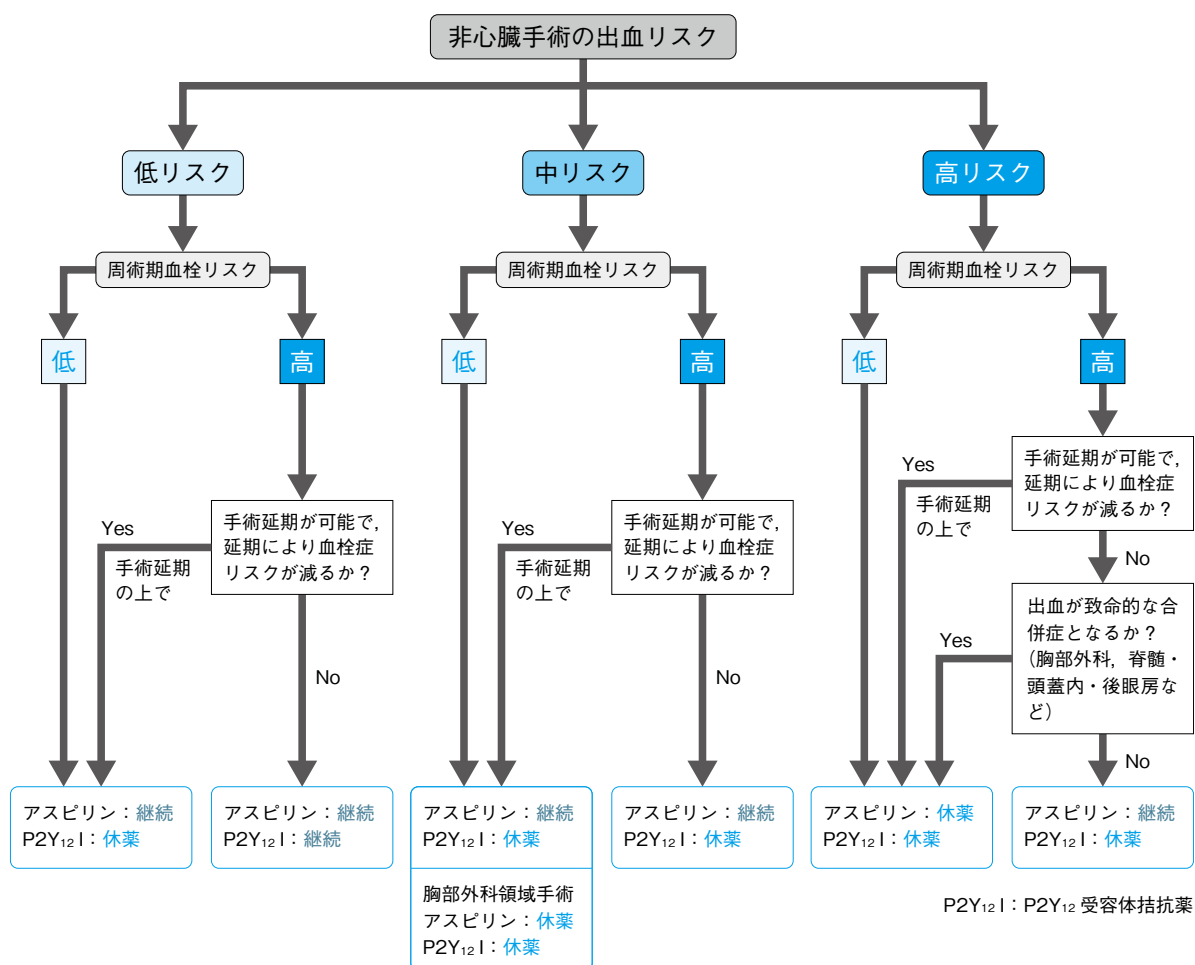 非心臓手術の出血リスク
低リスク
中リスク
高リスク
周術期血栓リスク
周術期血栓リスク
周術期血栓リスク
低
高
低
高
低
高
手術延期が可能で,
延期により血栓症
リスクが減るか?
Yes
手術延期
の上で
No
手術延期が可能で,
延期により血栓症
リスクが減るか?
Yes
手術延期
の上で
No
手術延期が可能で,
延期により血栓症
リスクが減るか?
Yes
手術延期
の上で
No
出血が致命的な合
併症となるか?
(胸部外科,脊髄・
頭蓋内・後眼房な
ど)
Yes
No
アスピリン:継続
P2Y₁₂ I:休薬
アスピリン:継続
P2Y₁₂ I:継続
アスピリン:継続
P2Y₁₂ I:休薬
胸部外科領域手術
アスピリン:休薬
P2Y₁₂ I:休薬
アスピリン:継続
P2Y₁₂ I:休薬
アスピリン:休薬
P2Y₁₂ I:休薬
アスピリン:継続
P2Y₁₂ I:休薬
P2Y₁₂ I:P2Y₁₂ 受容体拮抗薬